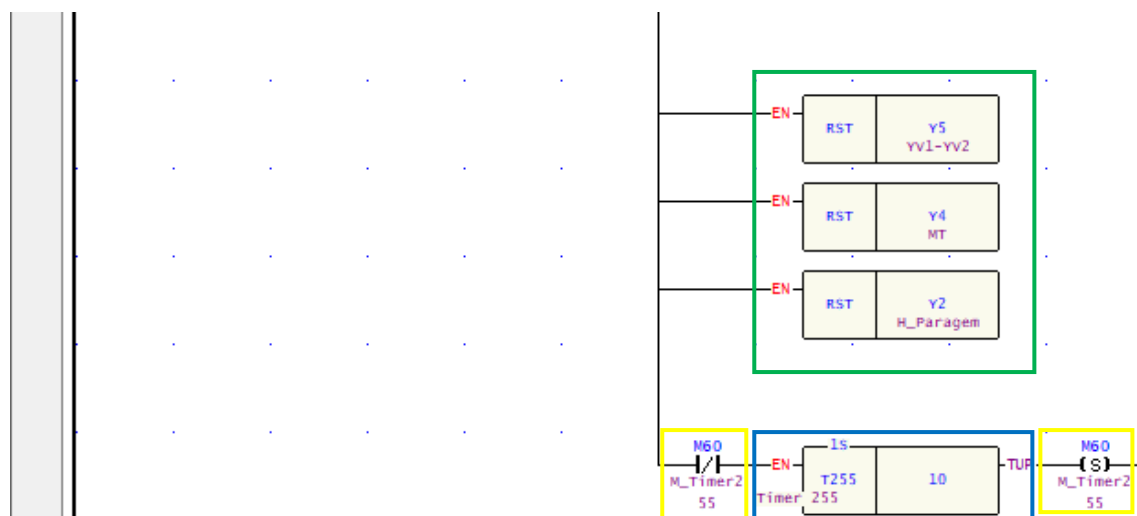 EN
RST Y5
Yv1-Yv2
EN
RST Y4
MT
EN
RST Y2
H_Paragem
M60 1s M60
EN T255 10 TUP (S)
M_Timer2 Timer 255 M_Timer2
55 55